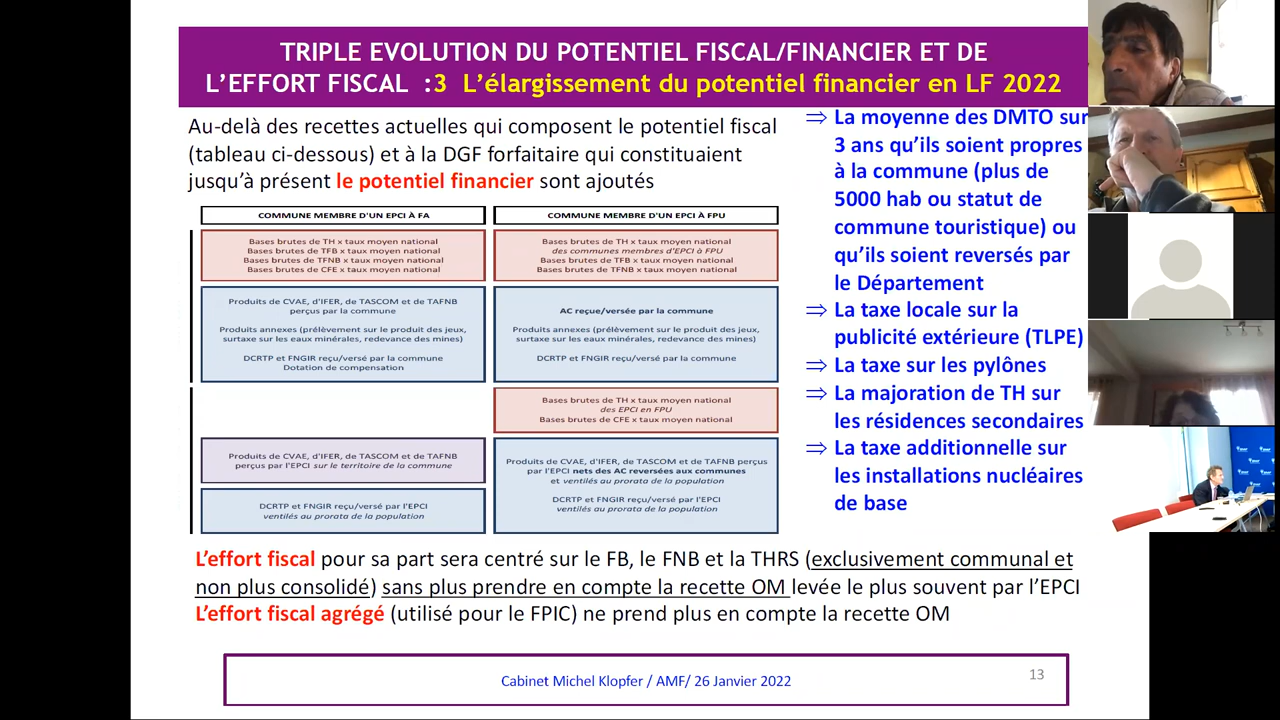 TRIPLE EVOLUTION DU POTENTIEL FISCAL/FINANCIER ET DE
L’EFFORT FISCAL :3 L’élargissement du potentiel financier en LF 2022
Au-delà des recettes actuelles qui composent le potentiel fiscal
(tableau ci-dessous) et à la DGF forfaitaire qui constituaient
jusqu’à présent le potentiel financier sont ajoutés
COMMUNE MEMBRE D'UN EPCI À FA
Bases brutes de TH x taux moyen national
Bases brutes de TFB x taux moyen national
Bases brutes de TFNB x taux moyen national
Bases brutes de CFE x taux moyen national
Produits de CVAE, d'IFER, de TASCOM et de TAFNB
perçus par la commune
Produits annexes (prélèvement sur le produit des jeux,
surtaxe sur les eaux minérales, redevance des mines)
DCRTP et FNGIR reçu/versé par la commune
Dotation de compensation
Produits de CVAE, d'IFER, de TASCOM et de TAFNB
perçus par l'EPCI sur le territoire de la commune
DCRTP et FNGIR reçu/versé par l'EPCI
ventilés au prorata de la population
COMMUNE MEMBRE D'UN EPCI À FPU
Bases brutes de TH x taux moyen national
des communes membres d'EPCI à FPU
Bases brutes de TFB x taux moyen national
Bases brutes de TFNB x taux moyen national
AC reçue/versée par la commune
Produits annexes (prélèvement sur le produit des jeux,
surtaxe sur les eaux minérales, redevance des mines)
DCRTP et FNGIR reçu/versé par la commune
Bases brutes de TH x taux moyen national
des EPCI en FPU
Bases brutes de CFE x taux moyen national
Produits de CVAE, d'IFER, de TASCOM et de TAFNB perçus
par l'EPCI nets des AC reversées aux communes
et ventilés au prorata de la population
DCRTP et FNGIR reçu/versé par l'EPCI
ventilés au prorata de la population
⇒ La moyenne des DMTO sur
3 ans qu’ils soient propres
à la commune (plus de
5000 hab ou statut de
commune touristique) ou
qu’ils soient reversés par
le Département
⇒ La taxe locale sur la
publicité extérieure (TLPE)
⇒ La taxe sur les pylônes
⇒ La majoration de TH sur
les résidences secondaires
⇒ La taxe additionnelle sur
les installations nucléaires
de base
L’effort fiscal pour sa part sera centré sur le FB, le FNB et la THRS (exclusivement communal et
non plus consolidé) sans plus prendre en compte la recette OM levée le plus souvent par l’EPCI
L’effort fiscal agrégé (utilisé pour le FPIC) ne prend plus en compte la recette OM
Cabinet Michel Klopfer / AMF/ 26 Janvier 2022
13